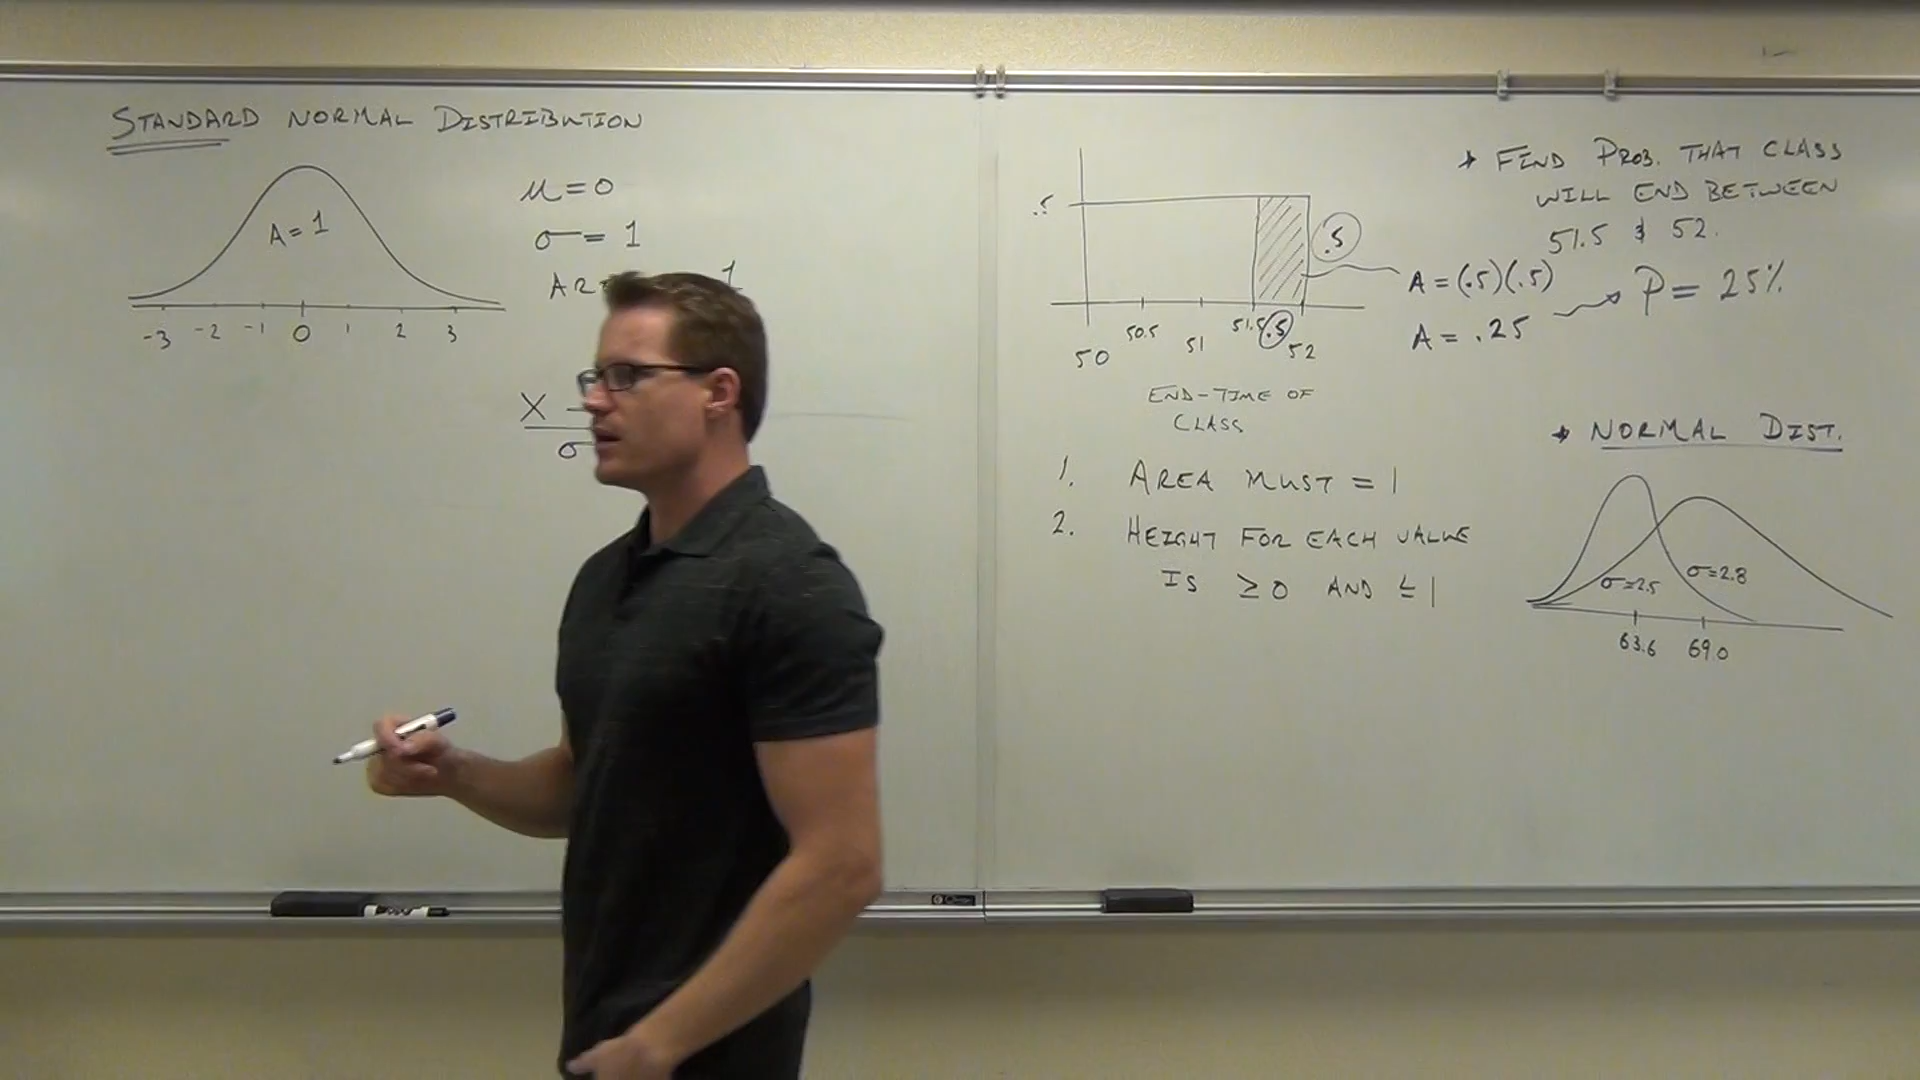 STANDARD NORMAL DISTRIBUTION
A = 1
-3 -2 -1 0 1 2 3
μ = 0
σ = 1
1
X -
σ
.5
.5
50 50.5 51 51.5 .5 52
END-TIME OF
CLASS
FIND PROB. THAT CLASS
WILL END BETWEEN
51.5 & 52.
A = (.5)(.5)
A = .25
P = 25%
1. AREA MUST = 1
2. HEIGHT FOR EACH VALUE
IS ≥ 0 AND ≤ 1
NORMAL DIST.
σ=2.5 σ=2.8
63.6 69.0